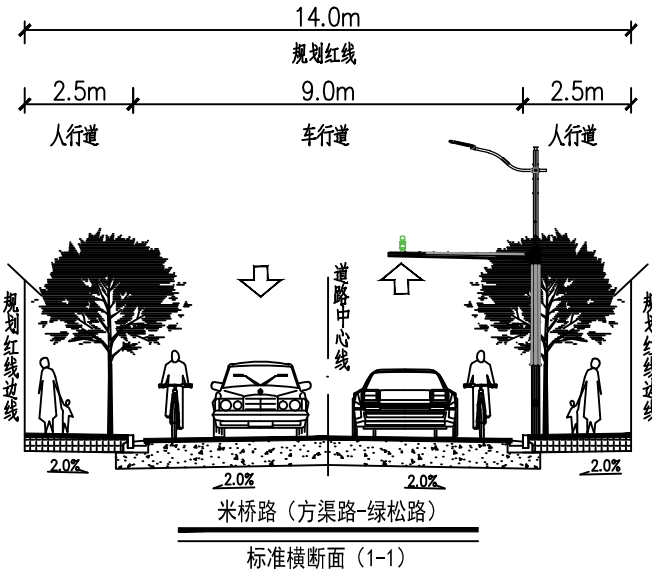 14.0m
规划红线
2.5m 9.0m 2.5m
人行道 车行道 人行道
道路中心线
规划红线边线
规划红线边线
2.0% 2.0% 2.0% 2.0%
米桥路（方渠路-绿松路）
标准横断面（1-1）